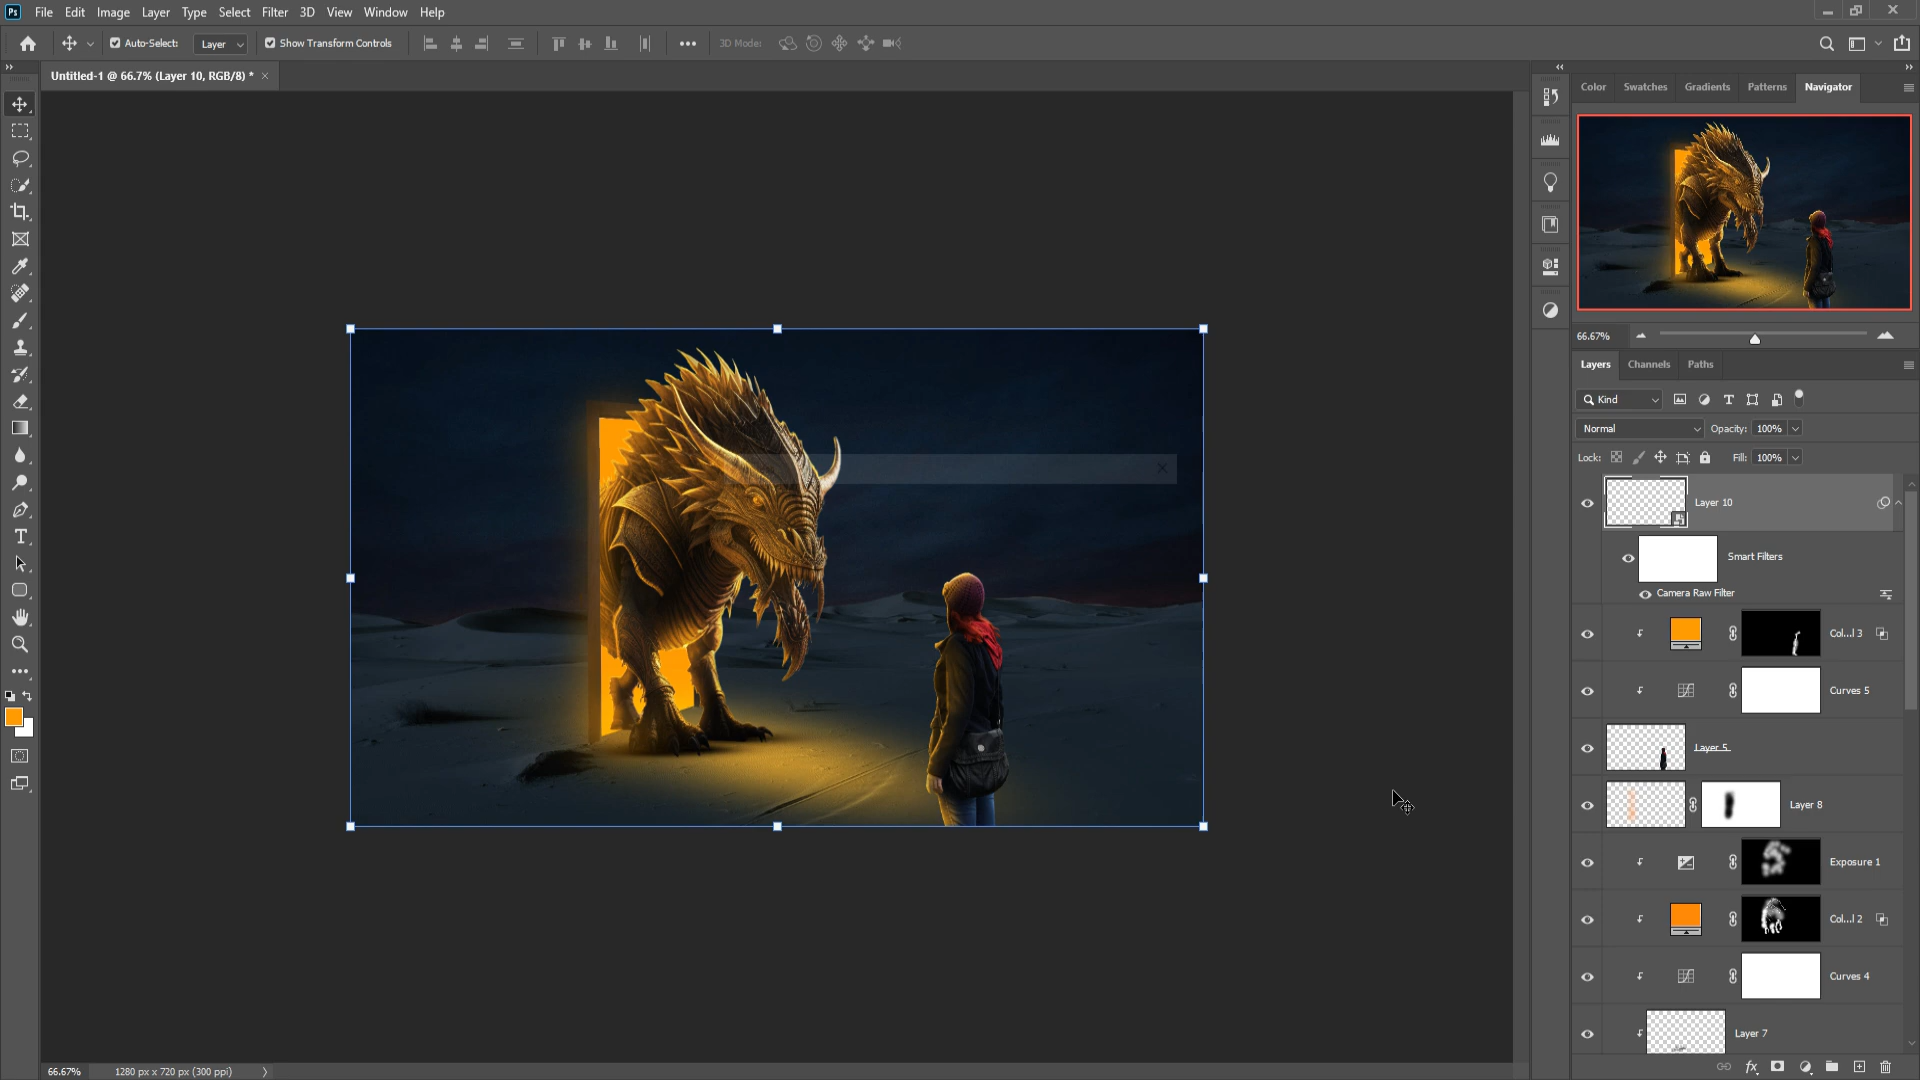 Ps File Edit Image Layer Type Select Filter 3D View Window Help
Auto-Select: Layer Show Transform Controls 3D Mode:
Untitled-1 @ 66.7% (Layer 10, RGB/8) *
Color Swatches Gradients Patterns Navigator
66.67%
Layers Channels Paths
Kind
Normal Opacity: 100%
Lock: Fill: 100%
Layer 10
Smart Filters
Camera Raw Filter
Col...l 3
Curves 5
Layer 5
Layer 8
Exposure 1
Col...l 2
Curves 4
Layer 7
66.67% 1280 px x 720 px (300 ppi)